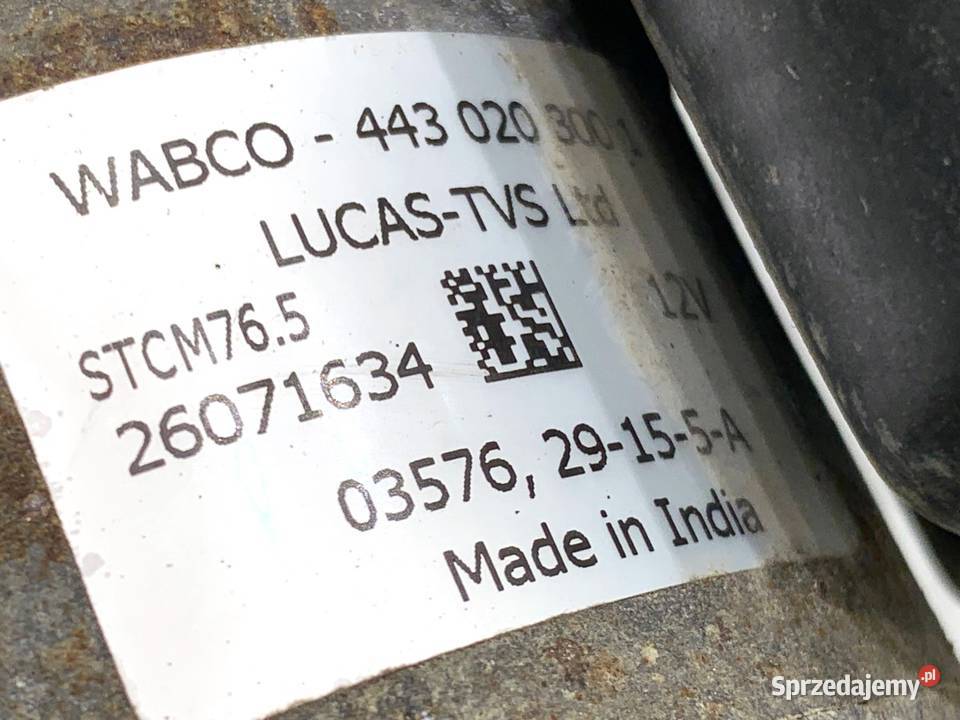 WABCO - 443 020 300 1
LUCAS-TVS Ltd
STCM76.5
12V
26071634
03576, 29-15-5-A
Made in India
Sprzedajemy.pl